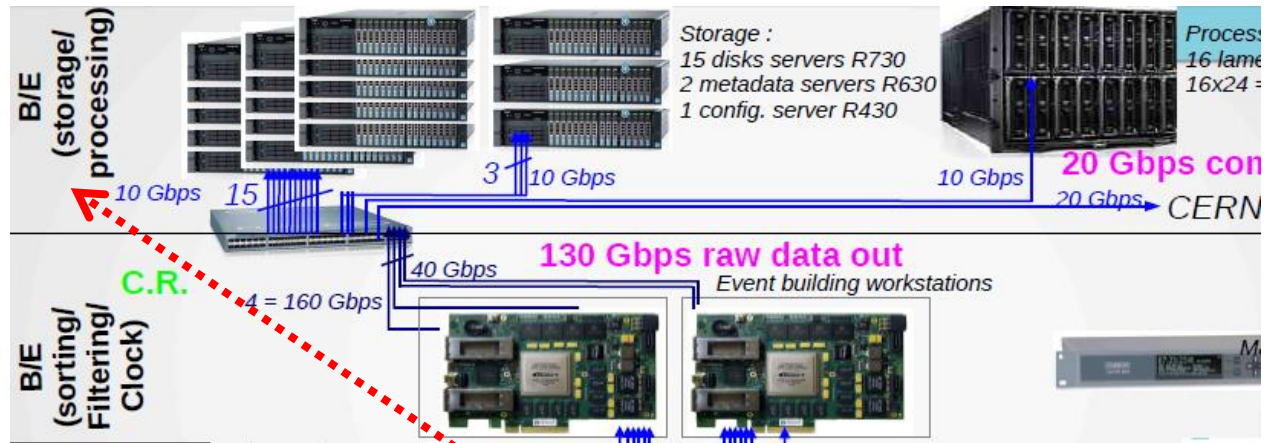 B/E
(storage/
processing)
Storage :
15 disks servers R730
2 metadata servers R630
1 config. server R430
Process
16 lame
16x24 =
10 Gbps
15
3
10 Gbps
10 Gbps
20 Gbps com
20 Gbps
CERN
B/E
(sorting/
Filtering/
Clock)
C.R.
40 Gbps
4 = 160 Gbps
130 Gbps raw data out
Event building workstations
Ma